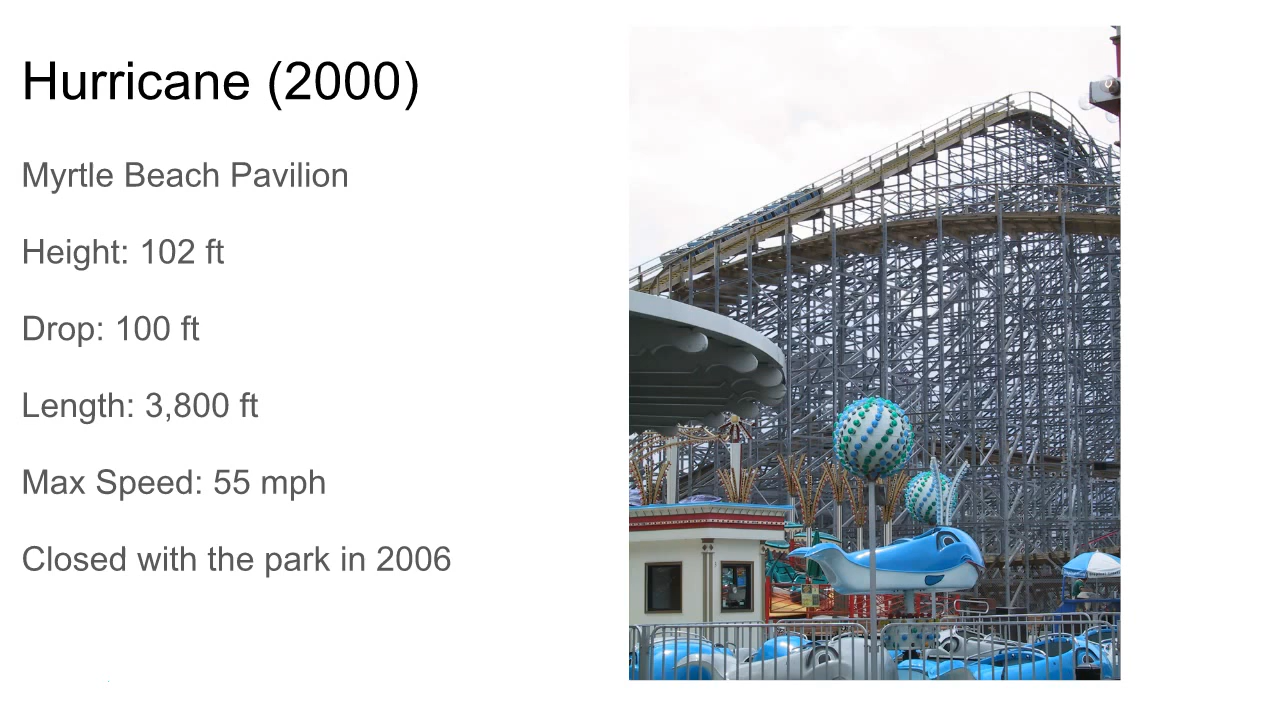 Hurricane (2000)
Myrtle Beach Pavilion
Height: 102 ft
Drop: 100 ft
Length: 3,800 ft
Max Speed: 55 mph
Closed with the park in 2006